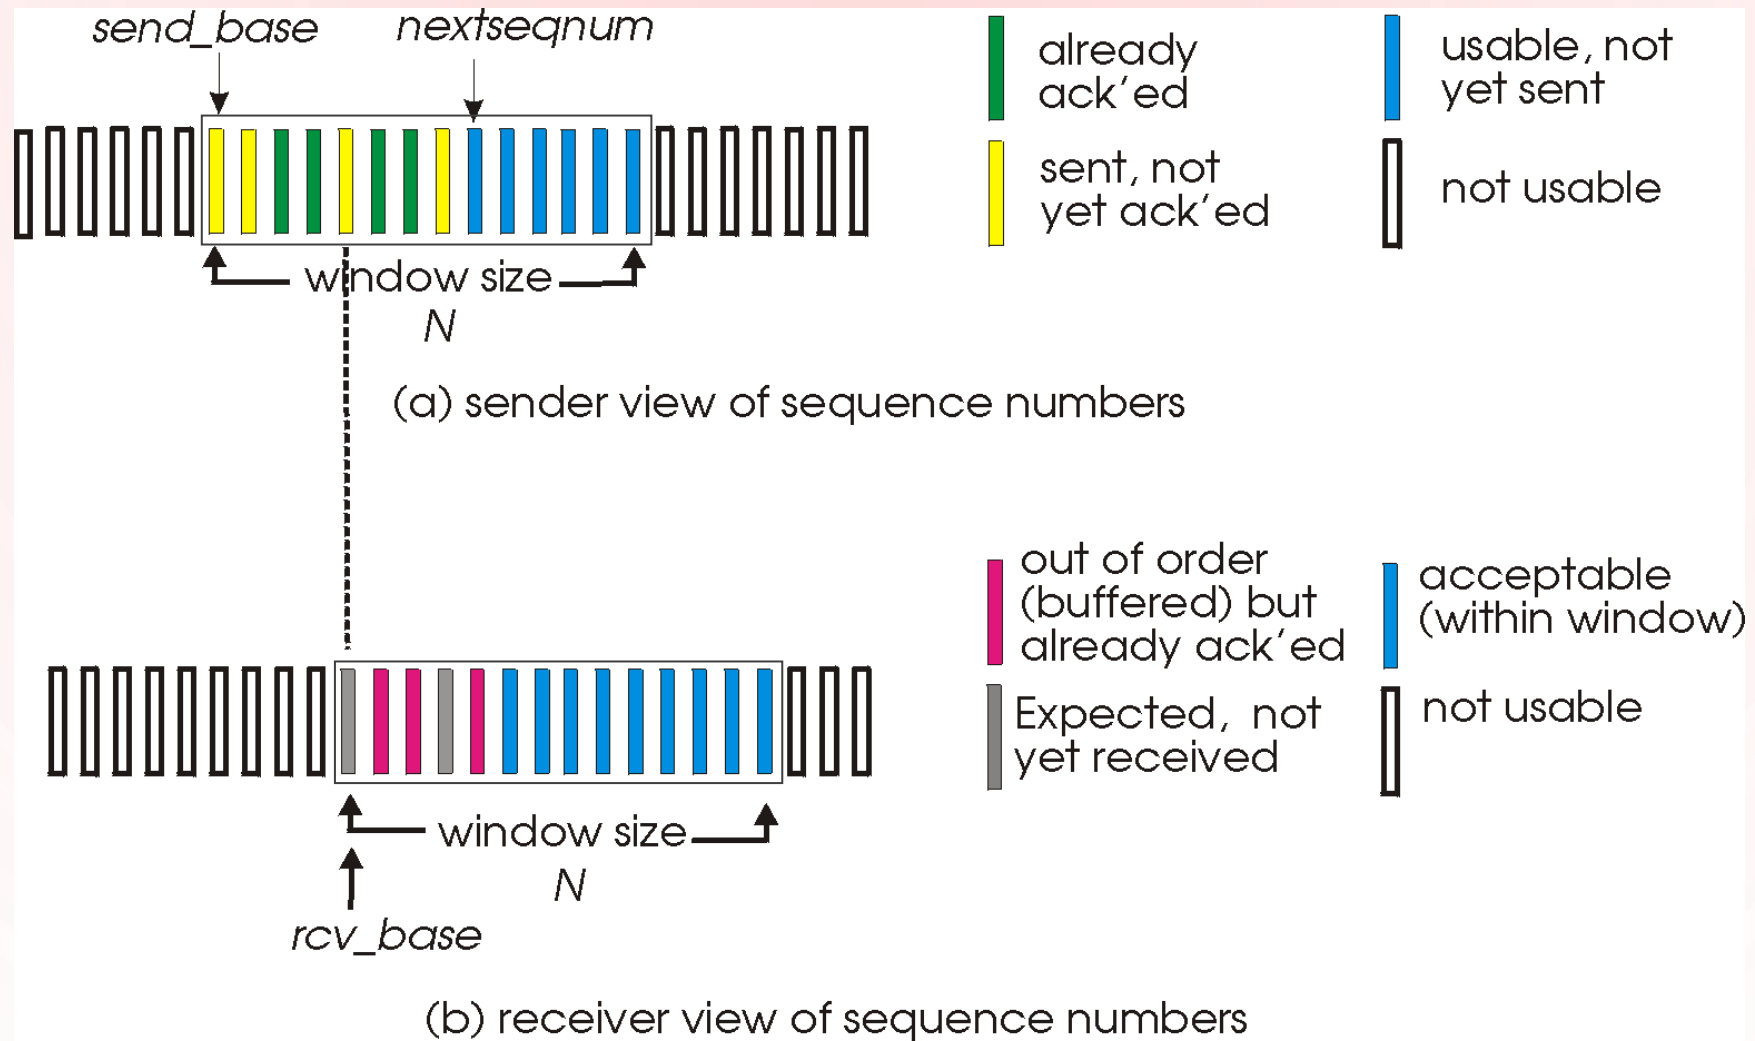 send_base
nextseqnum
already
ack'ed
usable, not
yet sent
sent, not
yet ack'ed
not usable
window size
N
(a) sender view of sequence numbers
out of order
(buffered) but
already ack'ed
acceptable
(within window)
Expected, not
yet received
not usable
window size
N
rcv_base
(b) receiver view of sequence numbers